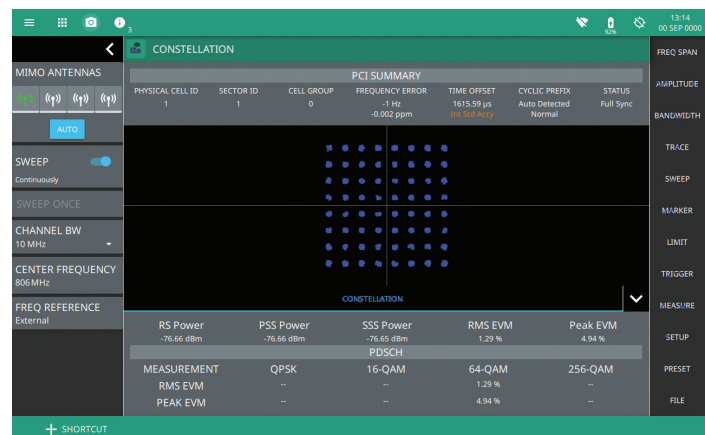 3
92%
13:14
00 SEP 0000
CONSTELLATION
FREQ SPAN
MIMO ANTENNAS
AUTO
SWEEP
Continuously
SWEEP ONCE
CHANNEL BW
10 MHz
CENTER FREQUENCY
806 MHz
FREQ REFERENCE
External
PCI SUMMARY
PHYSICAL CELL ID SECTOR ID CELL GROUP FREQUENCY ERROR TIME OFFSET CYCLIC PREFIX STATUS
1 1 0 -1 Hz 1615.59 µs Auto Detected Full Sync
-0.002 ppm Int Std Accy Normal
CONSTELLATION
RS Power PSS Power SSS Power RMS EVM Peak EVM
-76.66 dBm -76.66 dBm -76.65 dBm 1.29 % 4.94 %
PDSCH
MEASUREMENT QPSK 16-QAM 64-QAM 256-QAM
RMS EVM -- -- 1.29 % --
PEAK EVM -- -- 4.94 % --
AMPLITUDE
BANDWIDTH
TRACE
SWEEP
MARKER
LIMIT
TRIGGER
MEASURE
SETUP
PRESET
FILE
SHORTCUT